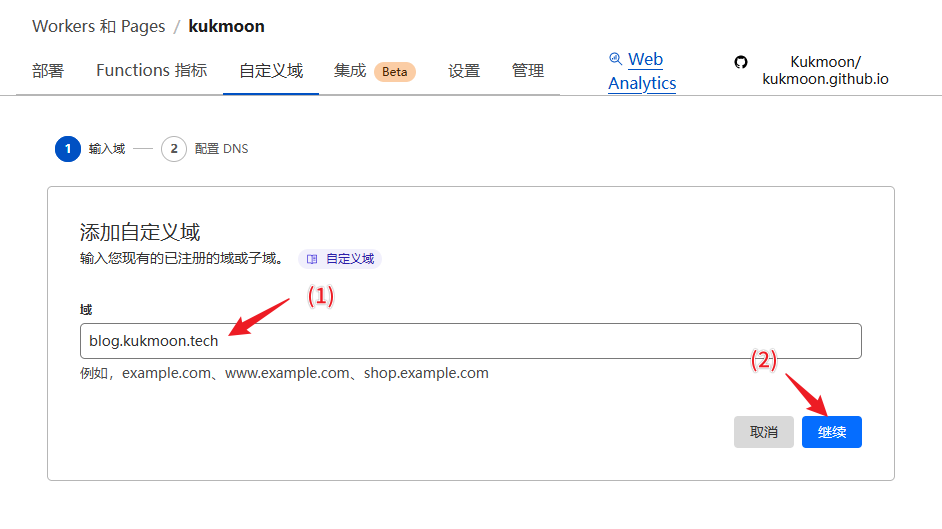 Workers 和 Pages / kukmoon
部署 Functions 指标 自定义域 集成 Beta 设置 管理
Web Analytics
Kukmoon/
kukmoon.github.io
1 输入域 2 配置 DNS
添加自定义域
输入您现有的已注册的域或子域。 自定义域
(1)
域
blog.kukmoon.tech
例如，example.com、www.example.com、shop.example.com
(2)
取消 继续